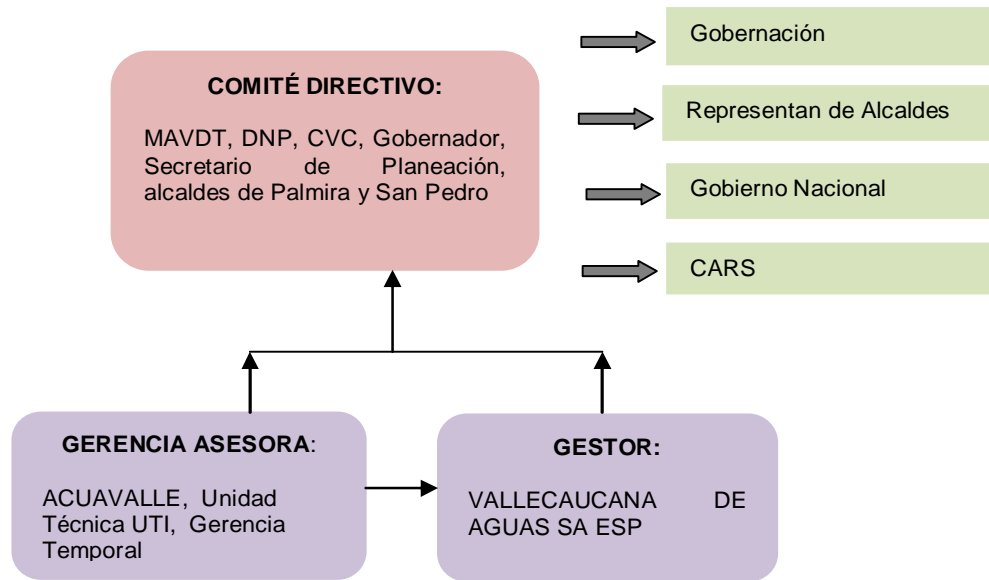 COMITÉ DIRECTIVO:
MAVDT, DNP, CVC, Gobernador,
Secretario de Planeación,
alcaldes de Palmira y San Pedro
Gobernación
Representan de Alcaldes
Gobierno Nacional
CARS
GERENCIA ASESORA:
ACUAVALLE, Unidad
Técnica UTI, Gerencia
Temporal
GESTOR:
VALLECAUCANA DE
AGUAS SA ESP